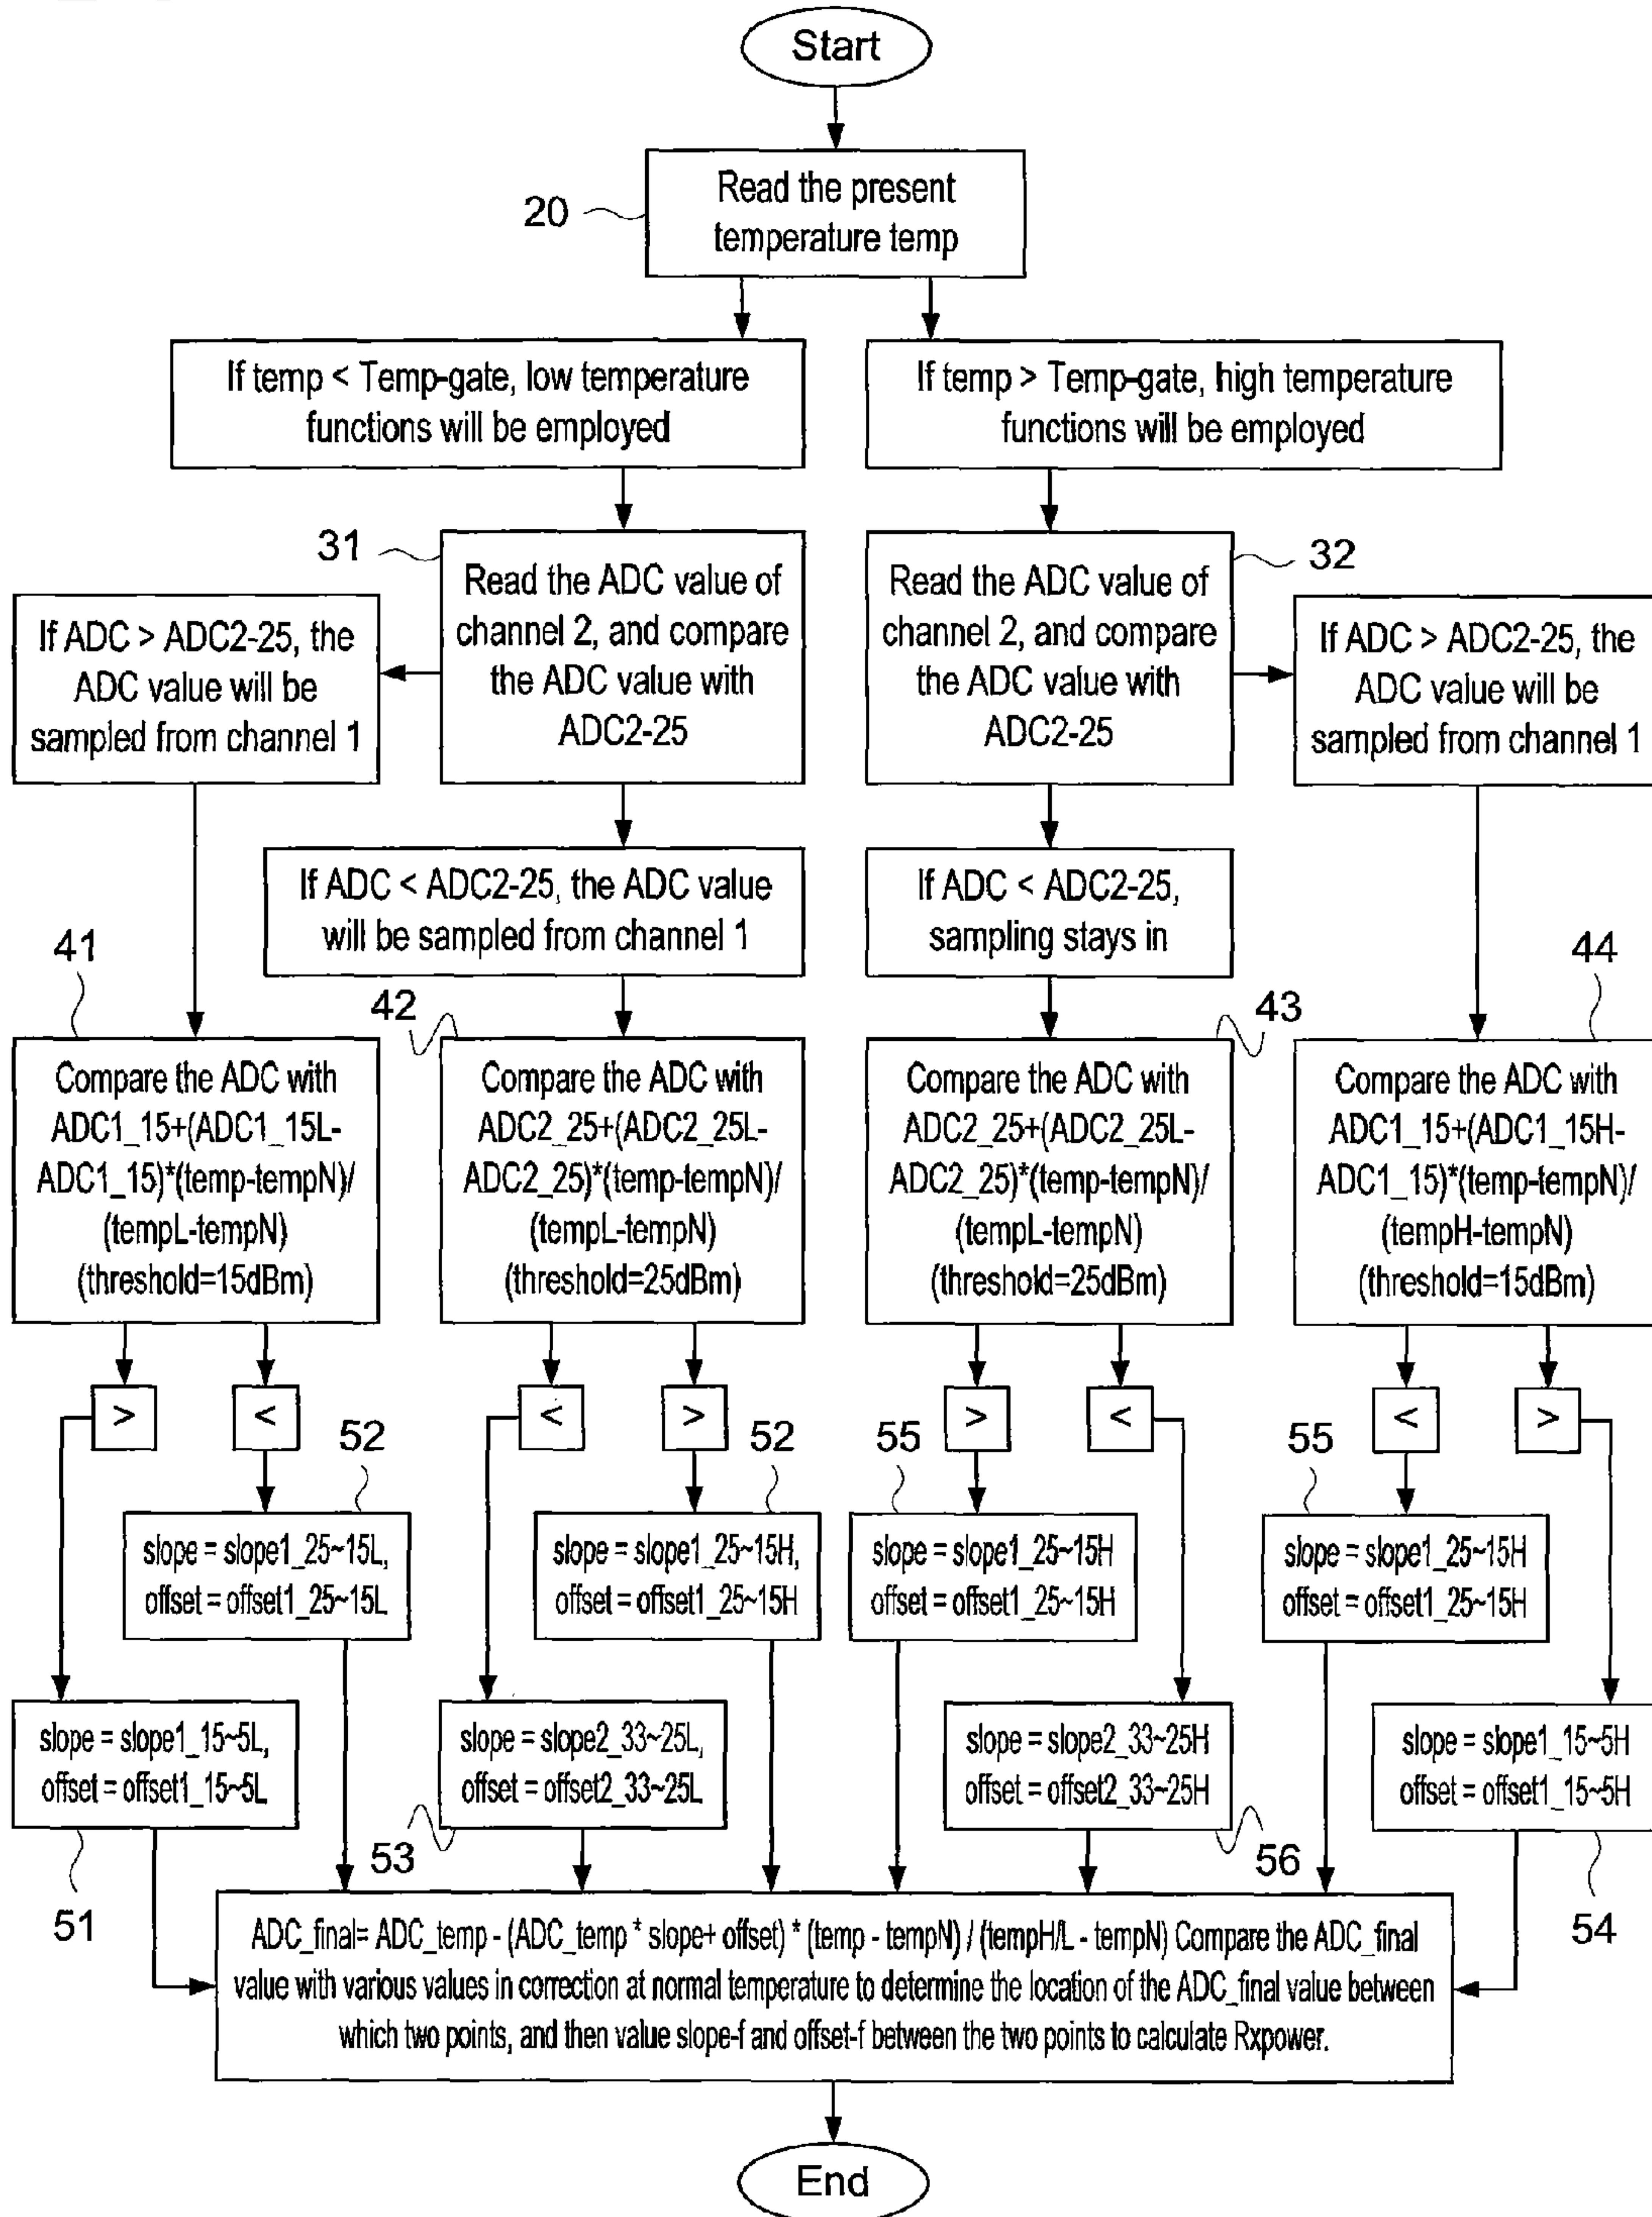 Start
20
Read the present
temperature temp
If temp < Temp-gate, low temperature
functions will be employed
If temp > Temp-gate, high temperature
functions will be employed
31
Read the ADC value of
channel 2, and compare
the ADC value with
ADC2-25
32
Read the ADC value of
channel 2, and compare
the ADC value with
ADC2-25
If ADC > ADC2-25, the
ADC value will be
sampled from channel 1
If ADC > ADC2-25, the
ADC value will be
sampled from channel 1
If ADC < ADC2-25, the ADC value
will be sampled from channel 1
If ADC < ADC2-25,
sampling stays in
41
Compare the ADC with
ADC1_15+(ADC1_15L-
ADC1_15)*(temp-tempN)/
(tempL-tempN)
(threshold=15dBm)
42
Compare the ADC with
ADC2_25+(ADC2_25L-
ADC2_25)*(temp-tempN)/
(tempL-tempN)
(threshold=25dBm)
43
Compare the ADC with
ADC2_25+(ADC2_25L-
ADC2_25)*(temp-tempN)/
(tempL-tempN)
(threshold=25dBm)
44
Compare the ADC with
ADC1_15+(ADC1_15H-
ADC1_15)*(temp-tempN)/
(tempH-tempN)
(threshold=15dBm)
>
<
<
>
>
<
<
>
52
slope = slope1_25~15L,
offset = offset1_25~15L
52
slope = slope1_25~15H,
offset = offset1_25~15H
55
slope = slope1_25~15H
offset = offset1_25~15H
55
slope = slope1_25~15H
offset = offset1_25~15H
slope = slope1_15~5L,
offset = offset1_15~5L
51
slope = slope2_33~25L,
offset = offset2_33~25L
53
slope = slope2_33~25H
offset = offset2_33~25H
56
slope = slope1_15~5H
offset = offset1_15~5H
54
ADC_final= ADC_temp - (ADC_temp * slope+ offset) * (temp - tempN) / (tempH/L - tempN) Compare the ADC_final
value with various values in correction at normal temperature to determine the location of the ADC_final value between
which two points, and then value slope-f and offset-f between the two points to calculate Rxpower.
End